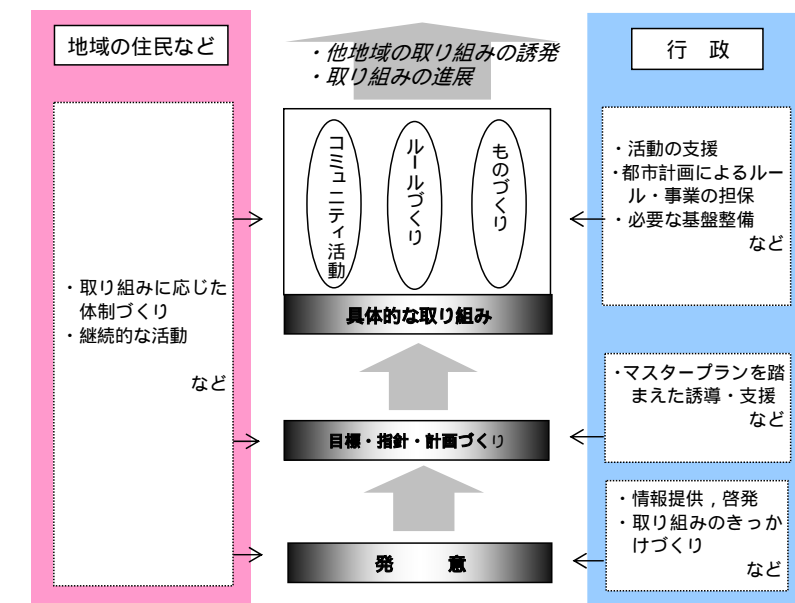 地域の住民など
・取り組みに応じた
体制づくり
・継続的な活動
など
・他地域の取り組みの誘発
・取り組みの進展
コミュニティ活動
ルールづくり
ものづくり
具体的な取り組み
目標・指針・計画づくり
発 意
行 政
・活動の支援
・都市計画によるルー
ル・事業の担保
・必要な基盤整備
など
・マスタープランを踏
まえた誘導・支援
など
・情報提供，啓発
・取り組みのきっか
けづくり
など